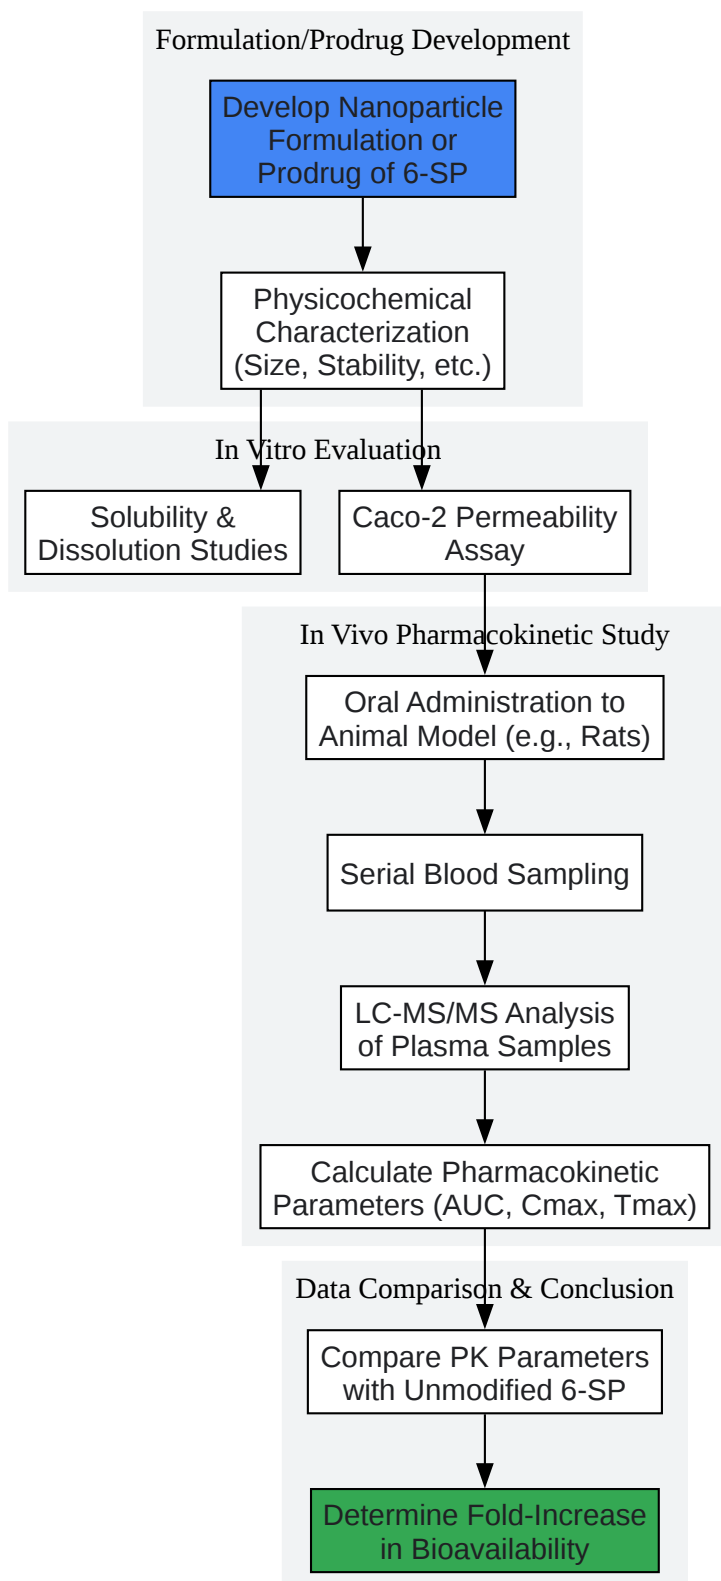 Formulation/Prodrug Development
Develop Nanoparticle
Formulation or
Prodrug of 6-SP
Physicochemical
Characterization
(Size, Stability, etc.)
In Vitro Evaluation
Solubility &
Dissolution Studies
Caco-2 Permeability
Assay
In Vivo Pharmacokinetic Study
Oral Administration to
Animal Model (e.g., Rats)
Serial Blood Sampling
LC-MS/MS Analysis
of Plasma Samples
Calculate Pharmacokinetic
Parameters (AUC, Cmax, Tmax)
Data Comparison & Conclusion
Compare PK Parameters
with Unmodified 6-SP
Determine Fold-Increase
in Bioavailability